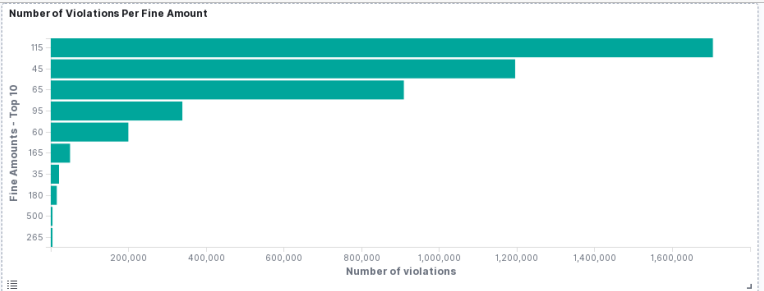 Number of Violations Per Fine Amount
Fine Amounts - Top 10
115
45
65
95
60
165
35
180
500
265
200,000 400,000 600,000 800,000 1,000,000 1,200,000 1,400,000 1,600,000
Number of violations